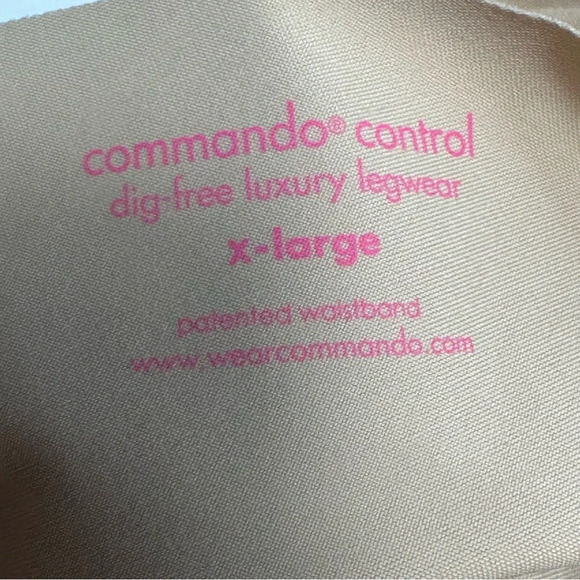 commando® control
dig-free luxury legwear
x-large
patented waistband
www.wearcommando.com